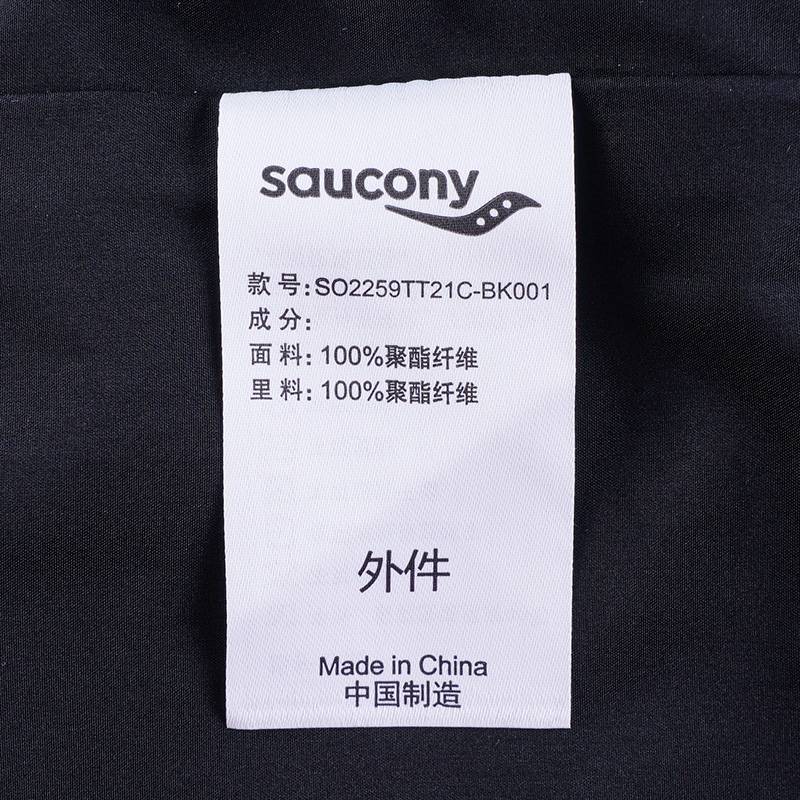 saucony
款号:SO2259TT21C-BK001
成分:
面料: 100%聚酯纤维
里料: 100%聚酯纤维
外件
Made in China
中国制造